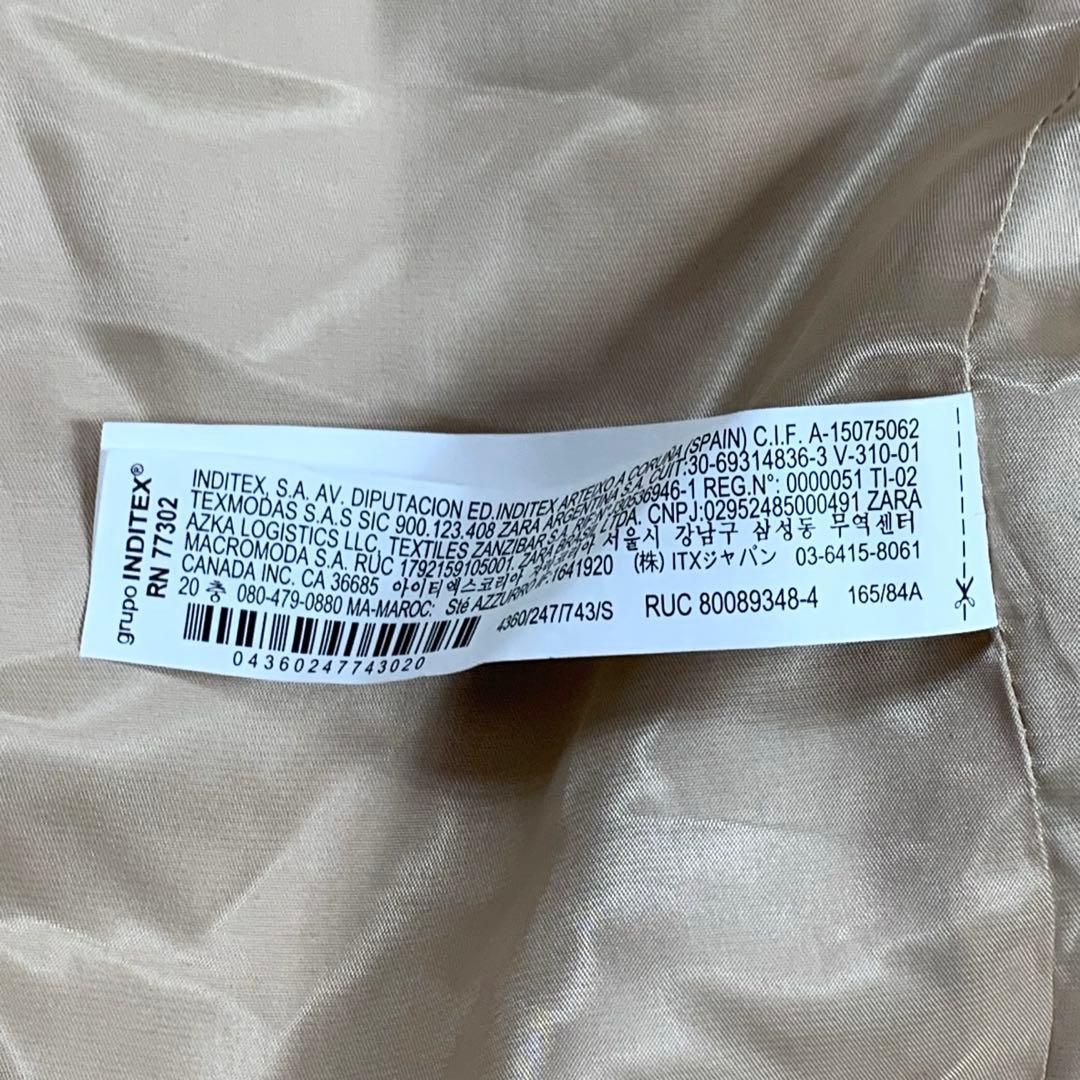 grupo INDITEX®
RN 77302
INDITEX, S.A. AV. DIPUTACION ED.INDITEX ARTEIXO.A CORUÑA (SPAIN) C.I.F. A-15075062
TEXMODAS S.A.S SIC 900.123.408 ZARA ARGENTINA S.A. CUIT:30-69314836-3 V-310-01
AZKA LOGISTICS LLC, TEXTILES ZANZIBAR S.A. 90536946-1 REG.Nº: 0000051 TI-02
MACROMODA S.A. RUC 1792159105001. ZARA BRASIL LTDA. CNPJ:02952485000491 ZARA
CANADA INC. CA 36685 아이티엑스코리아 서울시 강남구 삼성동 무역센터
20 층 080-479-0880 MA-MAROC: Sté AZZURRO IF:1641920 (株) ITXジャパン 03-6415-8061
4360/247/743/S RUC 80089348-4 165/84A
04360247743020